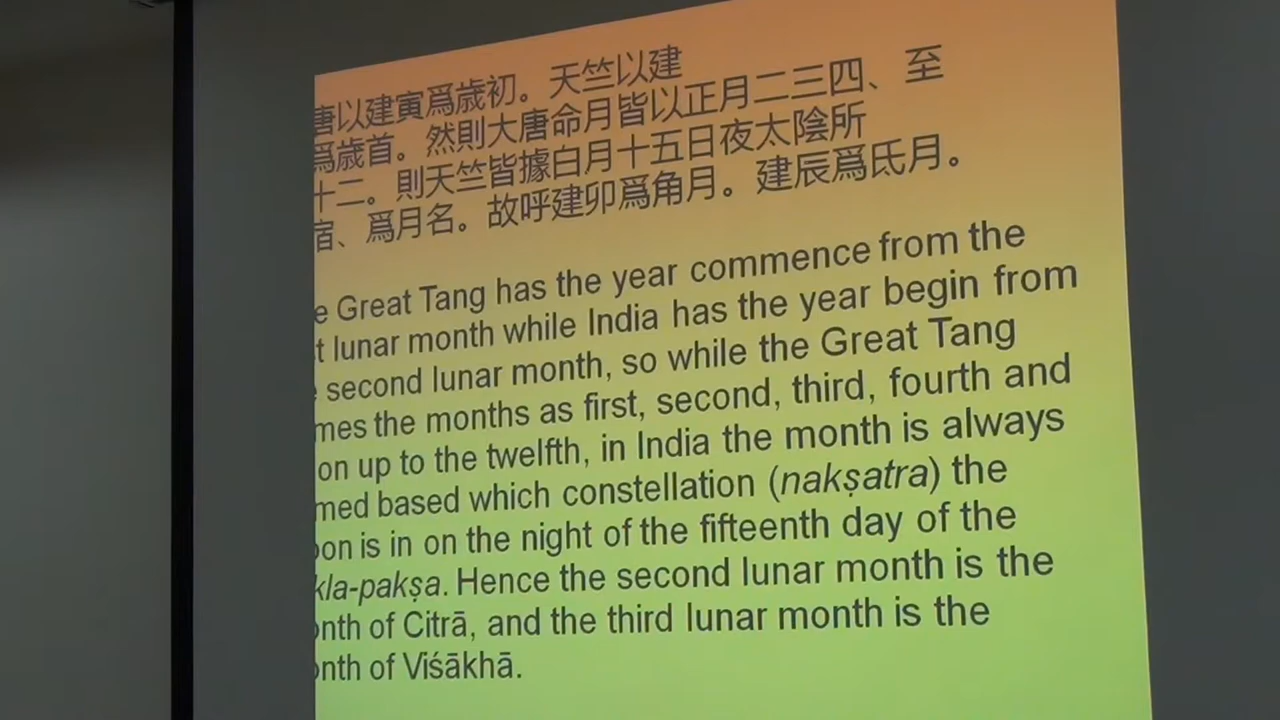 唐以建寅爲歳初。天竺以建
爲歳首。然則大唐命月皆以正月二三四、至
十二。則天竺皆據白月十五日夜太陰所
宿、爲月名。故呼建卯爲角月。建辰爲氐月。
Great Tang has the year commence from the
lunar month while India has the year begin from
second lunar month, so while the Great Tang
the months as first, second, third, fourth and
on up to the twelfth, in India the month is always
based which constellation (nakṣatra) the
is in on the night of the fifteenth day of the
kla-pakṣa. Hence the second lunar month is the
of Citrā, and the third lunar month is the
of Viśākhā.